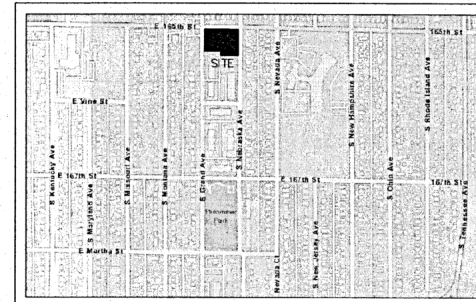 E 165th St
165th St
SITE
S Nevada Ave
S New Hampshire Ave
S Rhode Island Ave
E Vine St
S Kentucky Ave
S Missouri Ave
S Montana Ave
E Grand Ave
S Nebraska Ave
E 167th St
E 167th St
16/th St
S Maryland Ave
S Ohio Ave
Park
S New Jersey Ave
S Tennessee Ave
E Martha St
Nevada Ct